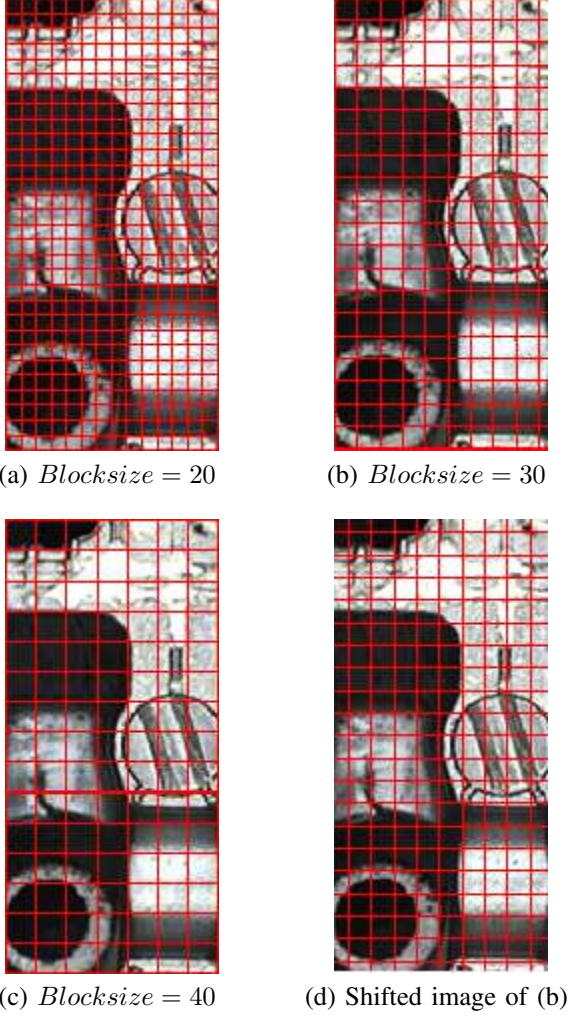 (a) Blocksize = 20
(b) Blocksize = 30
(c) Blocksize = 40
(d) Shifted image of (b)